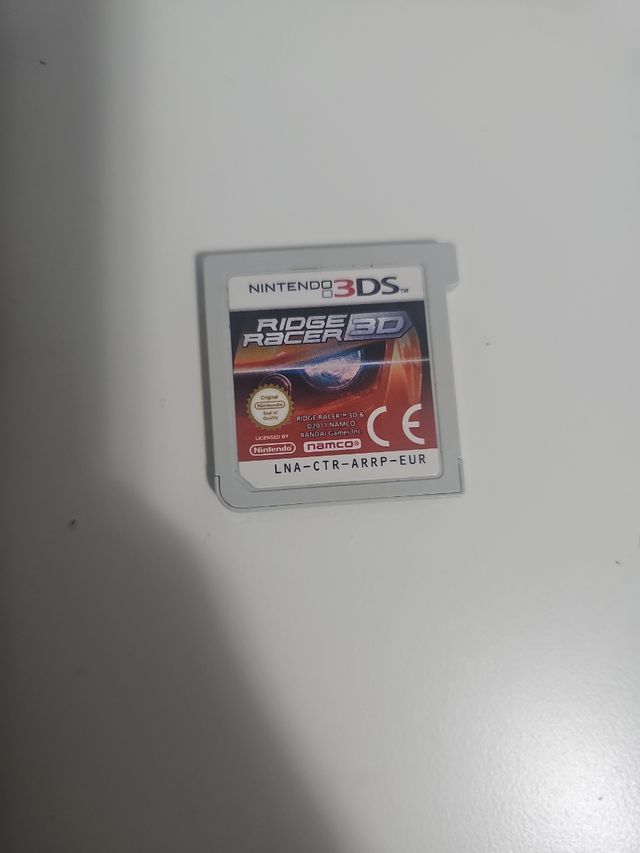 NINTENDO 3DS™
RIDGE
RACER 3D
Original
Nintendo
Seal of
Quality
RIDGE RACER™ 3D &
©2011 NAMCO
BANDAI Games Inc.
LICENSED BY
Nintendo
namco®
CE
LNA-CTR-ARRP-EUR